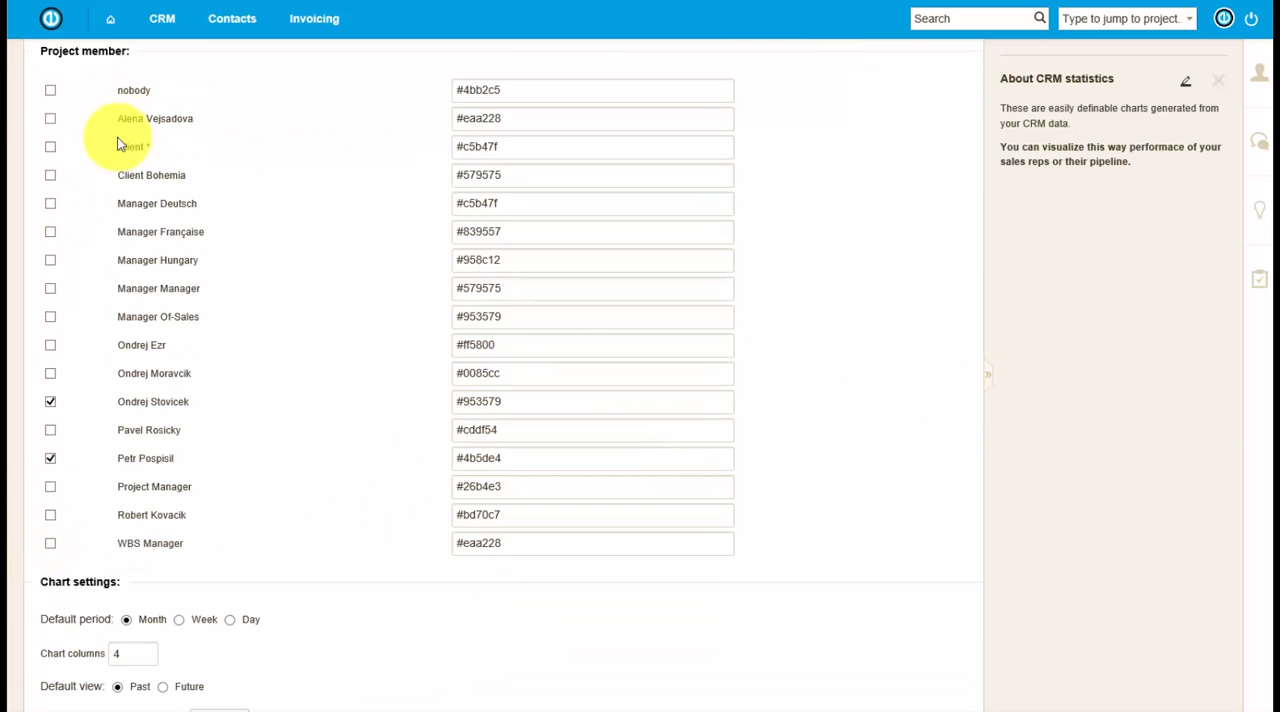 CRM
Contacts
Invoicing
Search
Type to jump to project.
Project member:
nobody
#4bb2c5
Alena Vejsadova
#eaa228
Client *
#c5b47f
Client Bohemia
#579575
Manager Deutsch
#c5b47f
Manager Française
#839557
Manager Hungary
#958c12
Manager Manager
#579575
Manager Of-Sales
#953579
Ondrej Ezr
#ff5800
Ondrej Moravcik
#0085cc
Ondrej Stovicek
#953579
Pavel Rosicky
#cddf54
Petr Pospisil
#4b5de4
Project Manager
#26b4e3
Robert Kovacik
#bd70c7
WBS Manager
#eaa228
Chart settings:
Default period: Month Week Day
Chart columns 4
Default view: Past Future
About CRM statistics
These are easily definable charts generated from
your CRM data.
You can visualize this way performace of your
sales reps or their pipeline.